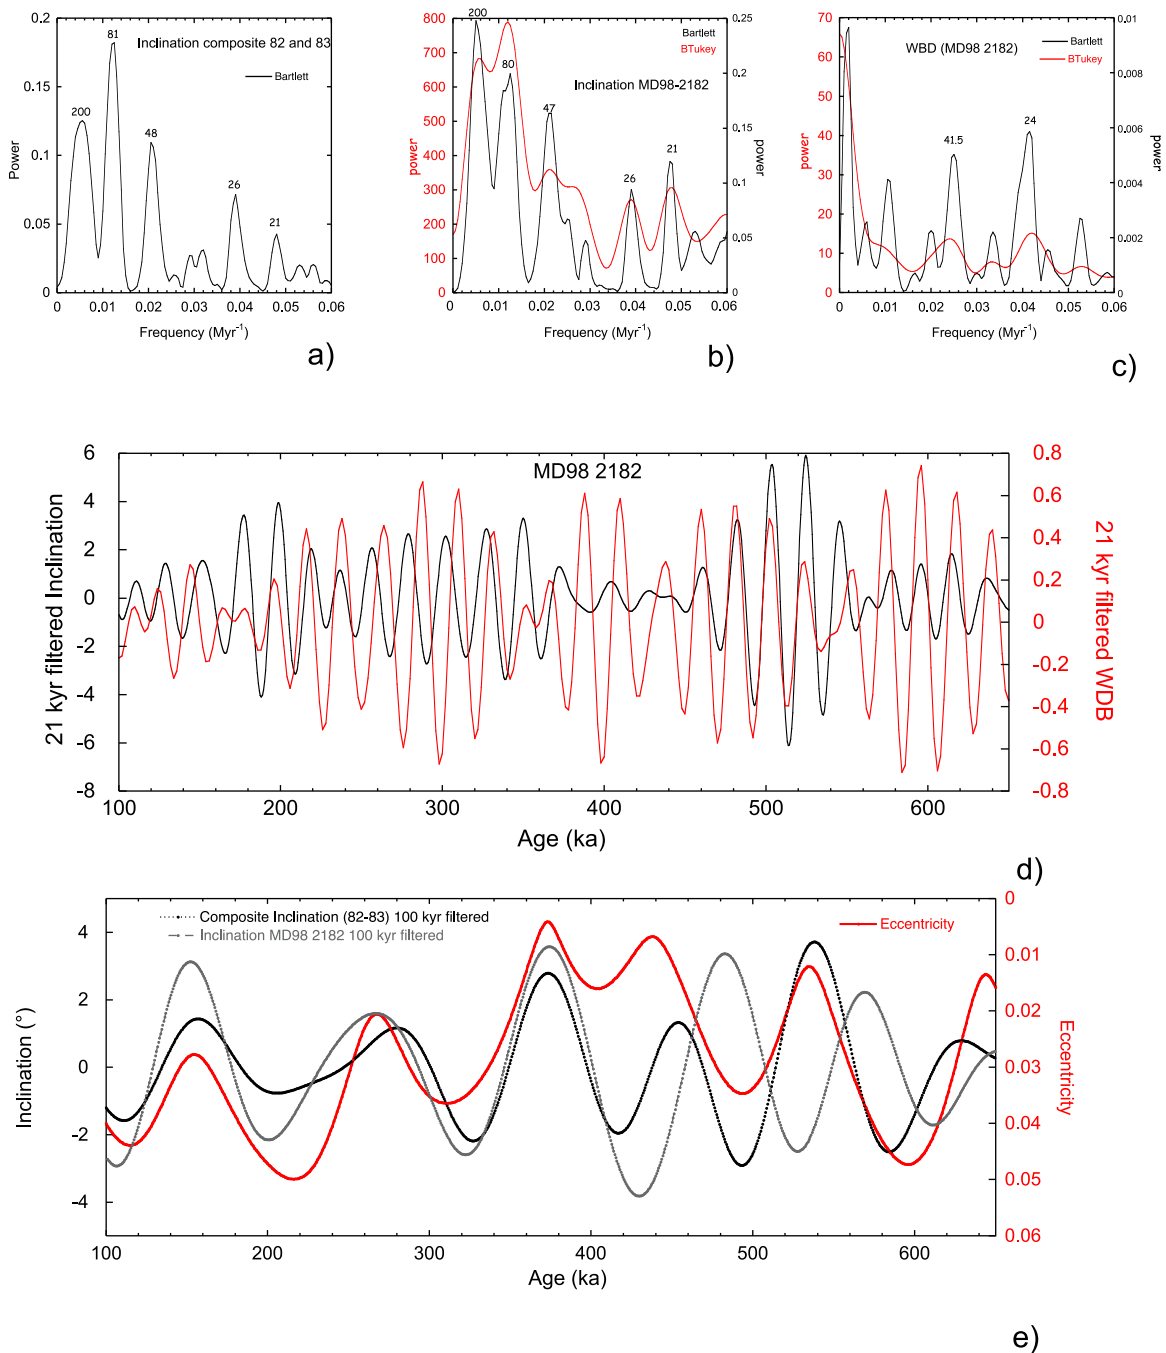 Inclination composite 82 and 83
Bartlett
0.2
0.15
0.1
0.05
0
Power
200
81
48
26
21
0 0.01 0.02 0.03 0.04 0.05 0.06
Frequency (Myr-1)
a)
Bartlett
BTukey
Inclination MD98-2182
800
700
600
500
400
300
200
100
0
power
200
80
47
26
21
0.25
0.2
0.15
0.1
0.05
0
power
0 0.01 0.02 0.03 0.04 0.05 0.06
Frequency (Myr-1)
b)
WBD (MD98 2182)
Bartlett
BTukey
70
60
50
40
30
20
10
0
power
41.5
24
0.01
0.008
0.006
0.004
0.002
0
power
0 0.01 0.02 0.03 0.04 0.05 0.06
Frequency (Myr-1)
c)
MD98 2182
6
4
2
0
-2
-4
-6
-8
21 kyr filtered Inclination
0.8
0.6
0.4
0.2
0
-0.2
-0.4
-0.6
-0.8
21 kyr filtered WDB
100 200 300 400 500 600
Age (ka)
d)
Composite Inclination (82-83) 100 kyr filtered
Inclination MD98 2182 100 kyr filtered
Eccentricity
4
2
0
-2
-4
Inclination (°)
0
0.01
0.02
0.03
0.04
0.05
0.06
Eccentricity
100 200 300 400 500 600
Age (ka)
e)